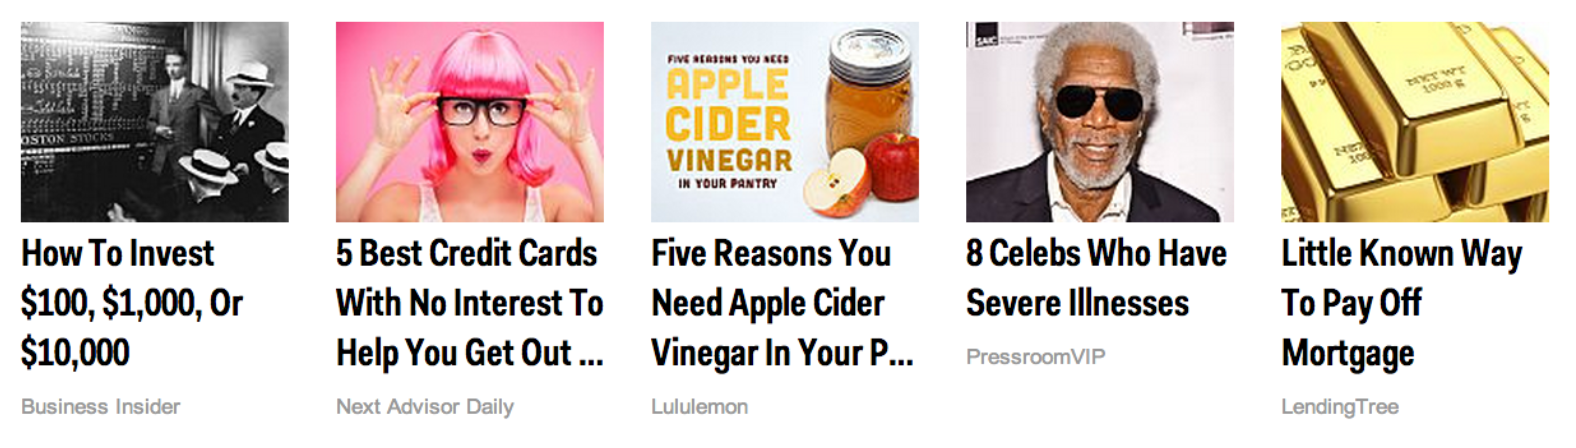 OSTON STOCKS
How To Invest
$100, $1,000, Or
$10,000
Business Insider
5 Best Credit Cards
With No Interest To
Help You Get Out ...
Next Advisor Daily
FIVE REASONS YOU NEED
APPLE
CIDER
VINEGAR
IN YOUR PANTRY
Five Reasons You
Need Apple Cider
Vinegar In Your P...
Lululemon
SAIC
8 Celebs Who Have
Severe Illnesses
PressroomVIP
NET WT
1000 g
Little Known Way
To Pay Off
Mortgage
LendingTree